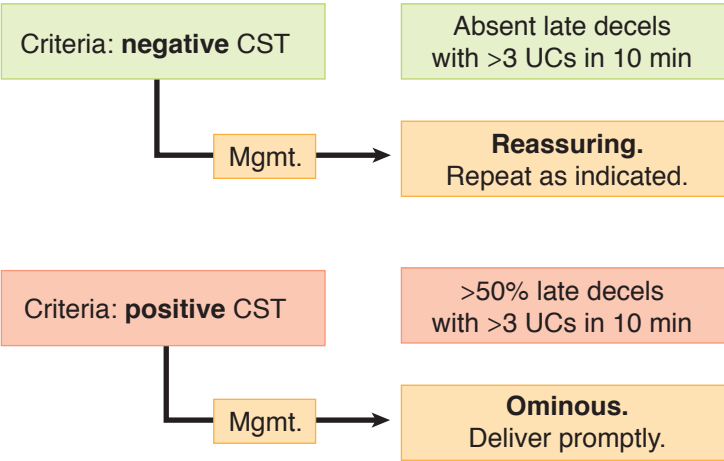 Criteria: negative CST
Absent late decels
with >3 UCs in 10 min
Mgmt.
Reassuring.
Repeat as indicated.
Criteria: positive CST
>50% late decels
with >3 UCs in 10 min
Mgmt.
Ominous.
Deliver promptly.